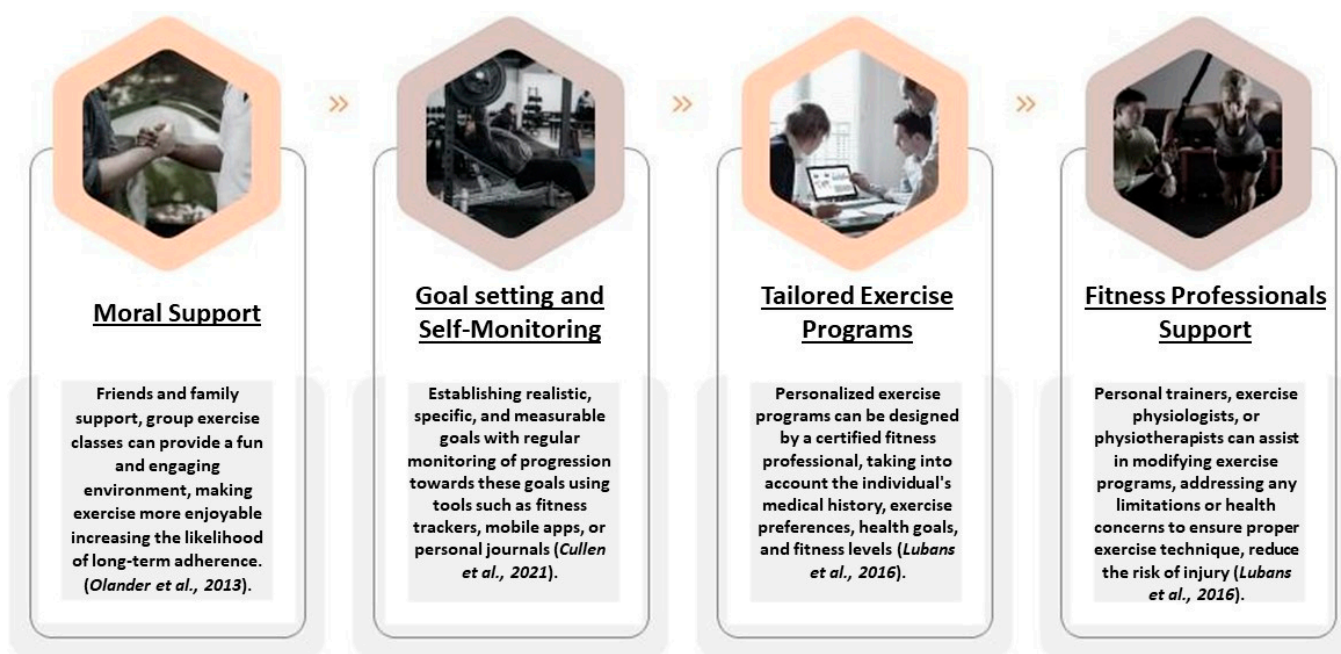 Moral Support
Friends and family
support, group exercise
classes can provide a fun
and engaging
environment, making
exercise more enjoyable
increasing the likelihood
of long-term adherence.
(Olander et al., 2013).
Goal setting and
Self-Monitoring
Establishing realistic,
specific, and measurable
goals with regular
monitoring of progression
towards these goals using
tools such as fitness
trackers, mobile apps, or
personal journals (Cullen
et al., 2021).
Tailored Exercise
Programs
Personalized exercise
programs can be designed
by a certified fitness
professional, taking into
account the individual's
medical history, exercise
preferences, health goals,
and fitness levels (Lubans
et al., 2016).
Fitness Professionals
Support
Personal trainers, exercise
physiologists, or
physiotherapists can assist
in modifying exercise
programs, addressing any
limitations or health
concerns to ensure proper
exercise technique, reduce
the risk of injury (Lubans
et al., 2016).